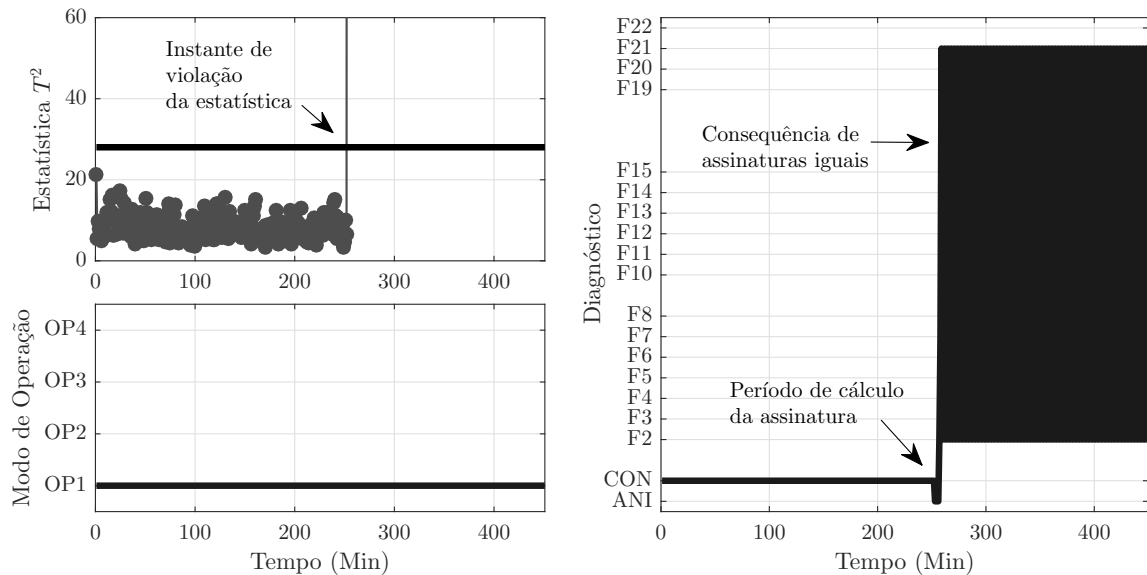 60
40
20
0
Estatística T²
Instante de
violação
da estatística
0
100
200
300
400
OP4
OP3
OP2
OP1
Modo de Operação
0
100
200
300
400
Tempo (Min)
F22
F21
F20
F19
F15
F14
F13
F12
F11
F10
F8
F7
F6
F5
F4
F3
F2
CON
ANI
Diagnóstico
Consequência de
assinaturas iguais
Período de cálculo
da assinatura
0
100
200
300
400
Tempo (Min)